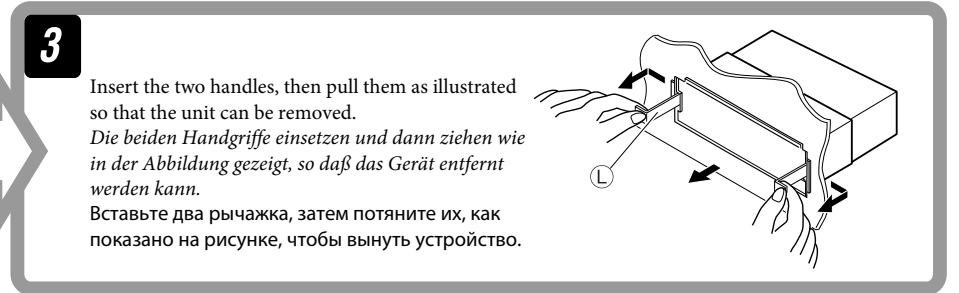 3
Insert the two handles, then pull them as illustrated
so that the unit can be removed.
Die beiden Handgriffe einsetzen und dann ziehen wie
in der Abbildung gezeigt, so daß das Gerät entfernt
werden kann.
Вставьте два рычажка, затем потяните их, как
показано на рисунке, чтобы вынуть устройство.
Ⓛ